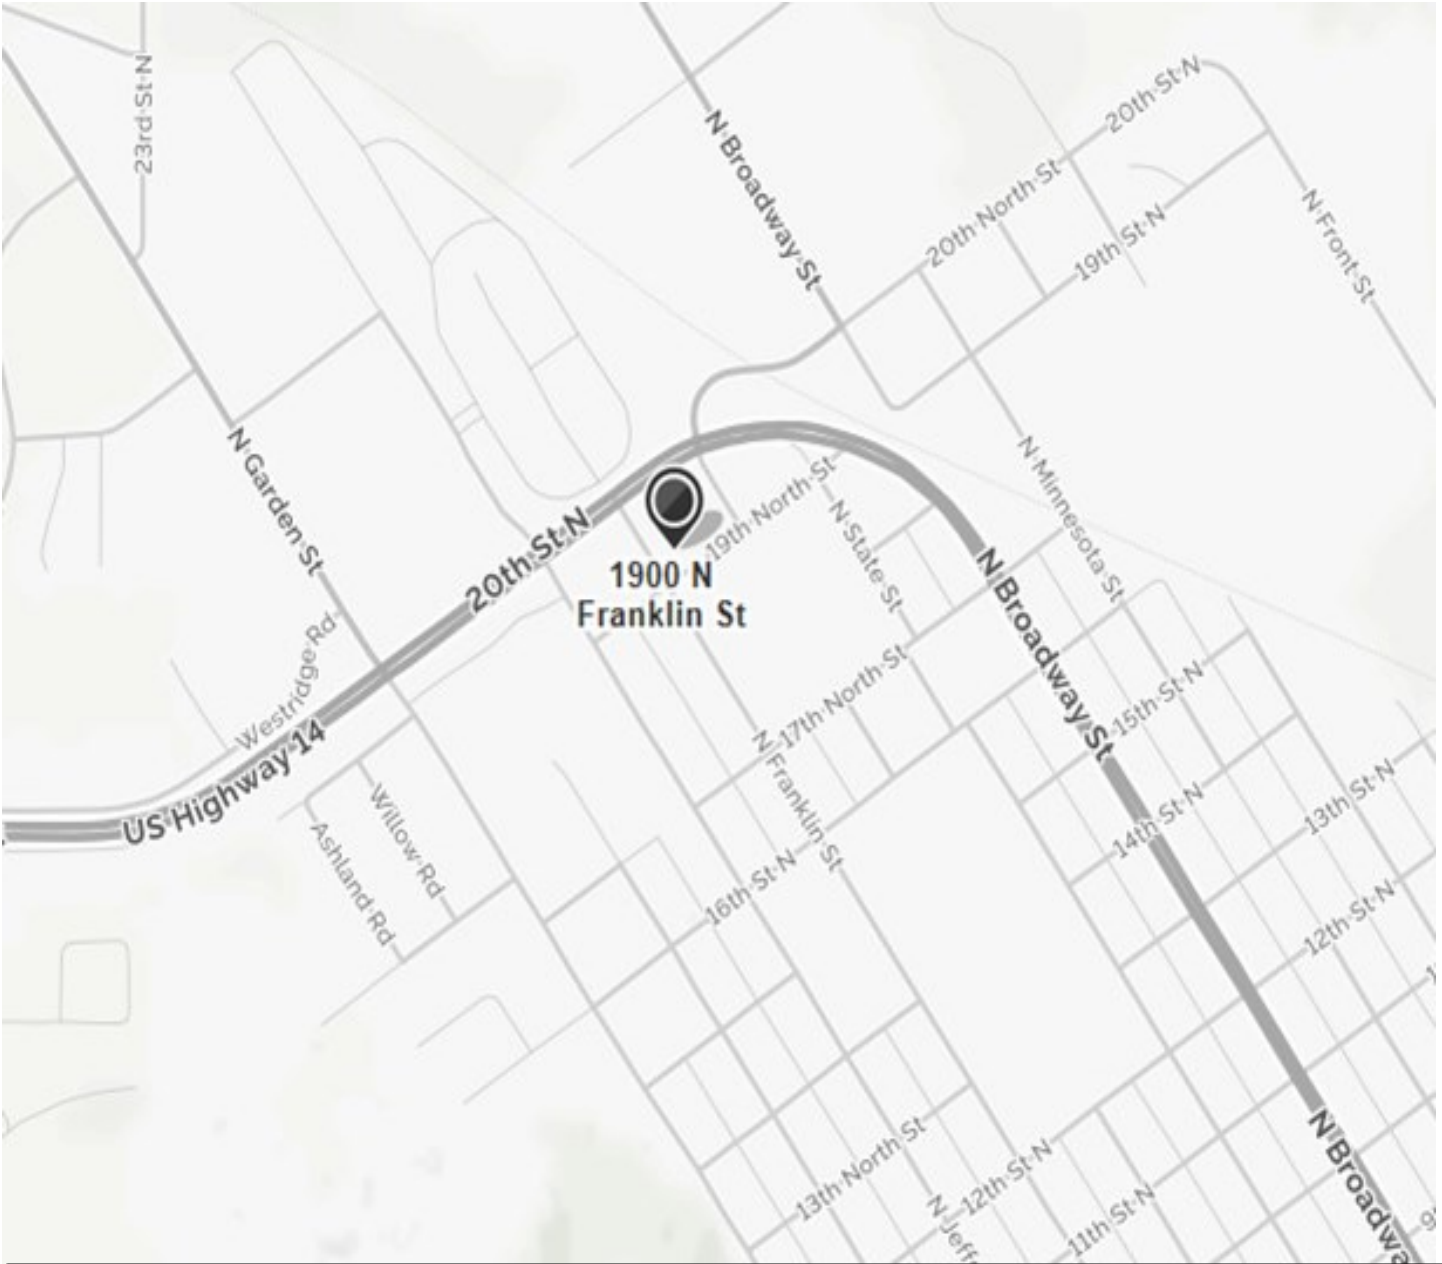 23rd St N
20th St N
N Broadway St
20th North St
19th St N
N Front St
N Garden St
N Minnesota St
19th North St
N State St
20th St N
1900 N
Franklin St
N Broadway St
Westridge Rd
17th North St
15th St N
US Highway 14
N Franklin St
Willow Rd
Ashland Rd
14th St N
13th St N
16th St N
12th St N
13th North St
12th St N
N Jeff
11th St N
N Broadwa